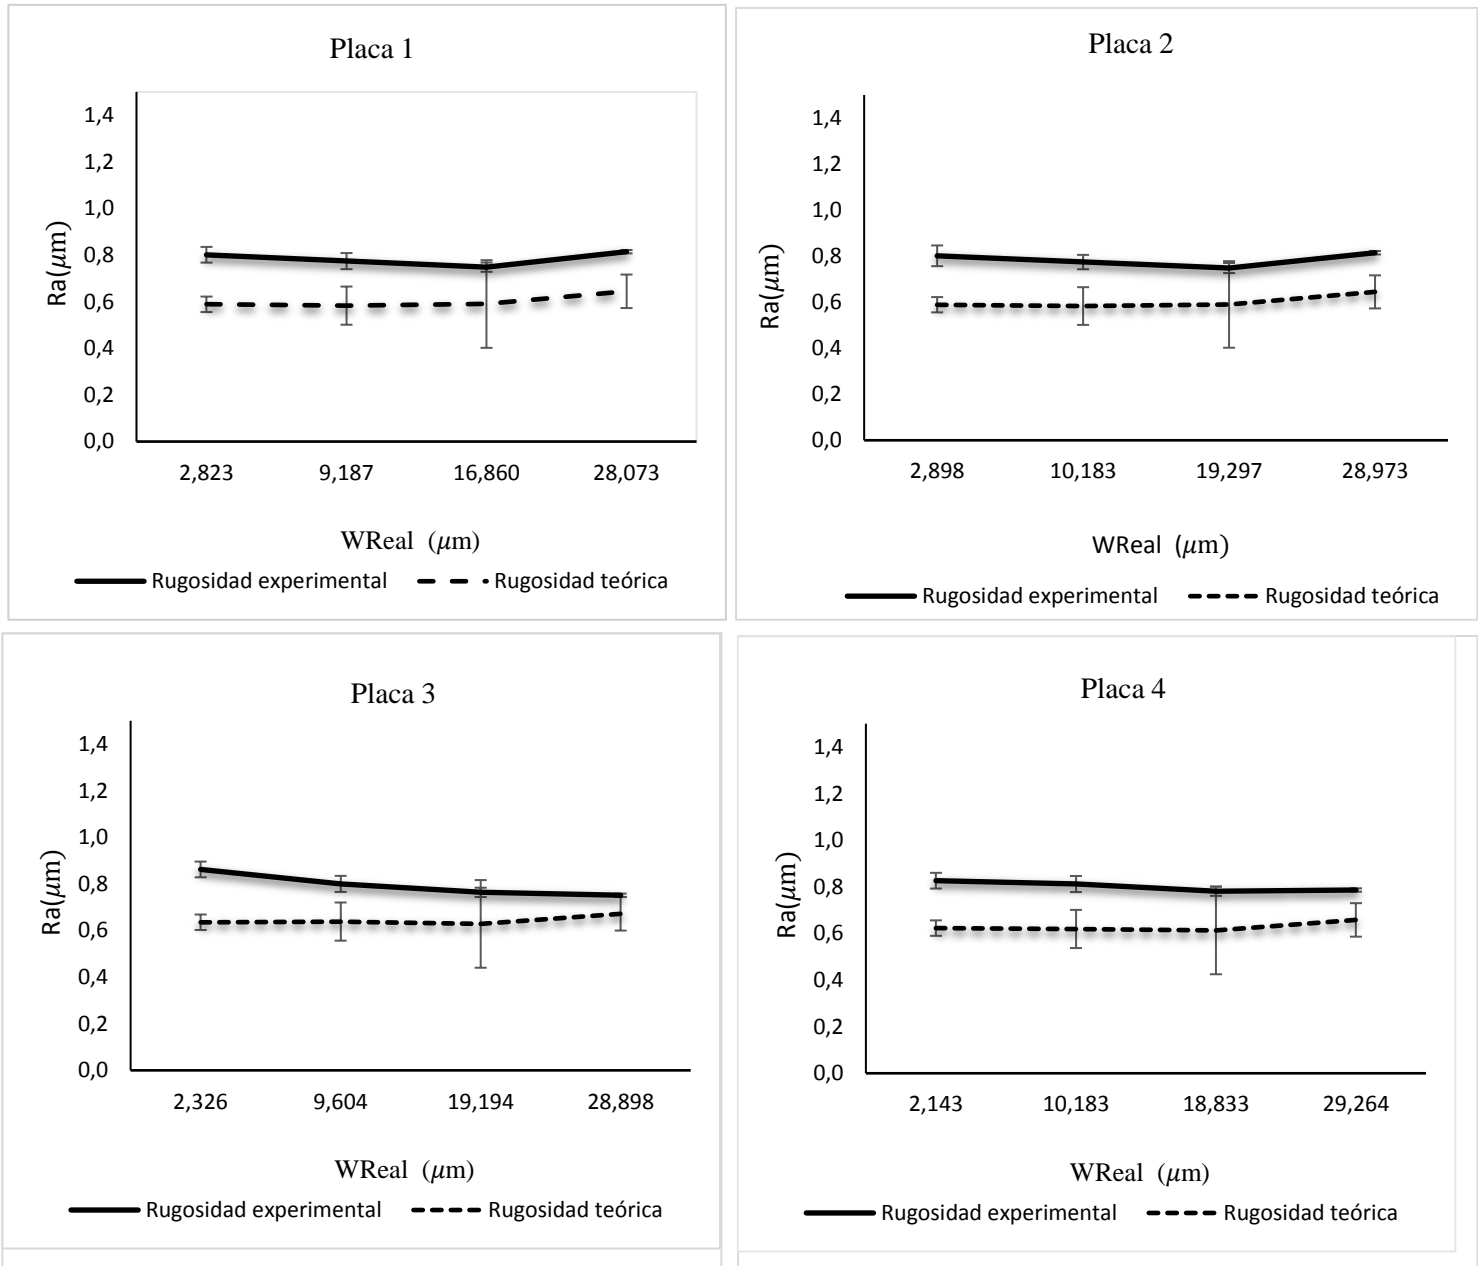 Placa 1
1,4
1,2
1,0
0,8
0,6
0,4
0,2
0,0
Ra(μm)
2,823 9,187 16,860 28,073
WReal (μm)
Rugosidad experimental Rugosidad teórica
Placa 2
1,4
1,2
1,0
0,8
0,6
0,4
0,2
0,0
Ra(μm)
2,898 10,183 19,297 28,973
WReal (μm)
Rugosidad experimental Rugosidad teórica
Placa 3
1,4
1,2
1,0
0,8
0,6
0,4
0,2
0,0
Ra(μm)
2,326 9,604 19,194 28,898
WReal (μm)
Rugosidad experimental Rugosidad teórica
Placa 4
1,4
1,2
1,0
0,8
0,6
0,4
0,2
0,0
Ra(μm)
2,143 10,183 18,833 29,264
WReal (μm)
Rugosidad experimental Rugosidad teórica